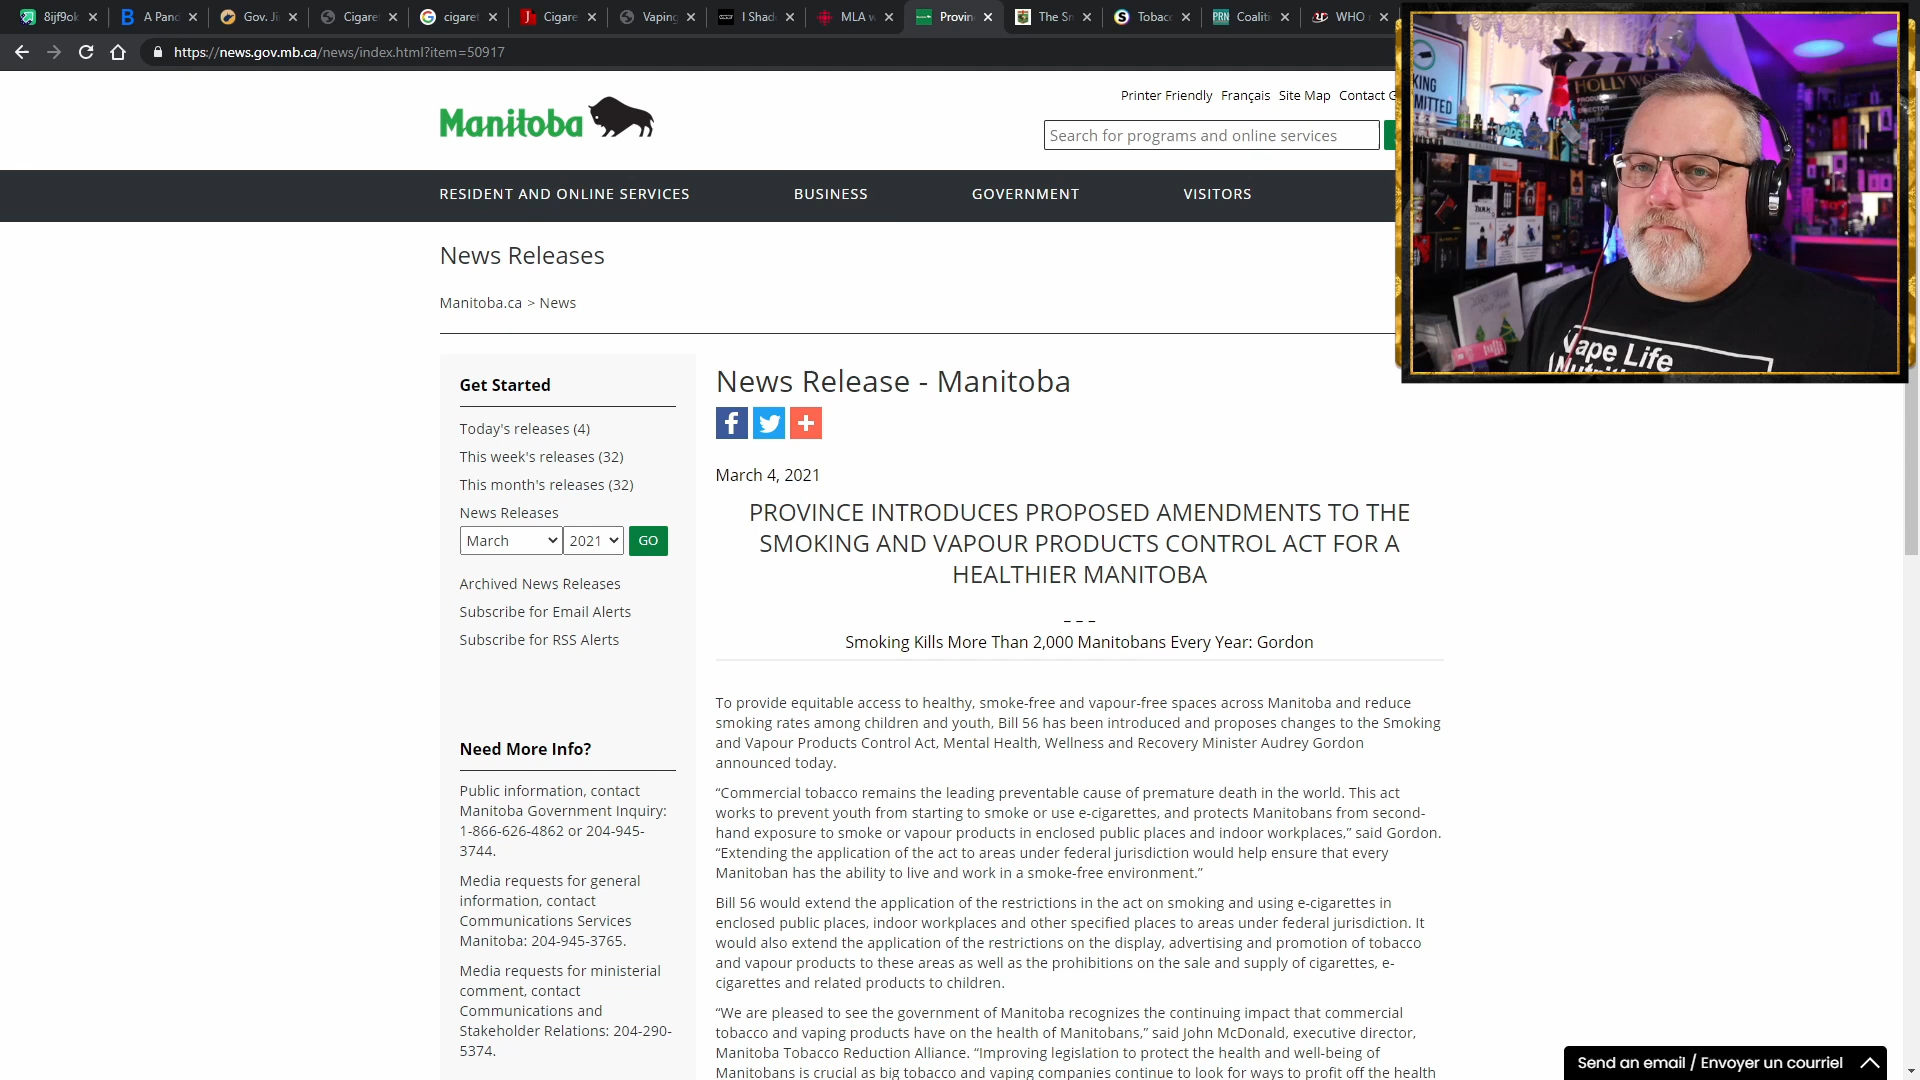 8ijf9ok
A Pand
Gov. Ji
Cigare
cigaret
Cigare
Vaping
I Shad
MLA w
Provin
The Sm
Tobac
Coaliti
WHO r
https://news.gov.mb.ca/news/index.html?item=50917
Printer Friendly Français Site Map Contact G
Manitoba
Search for programs and online services
RESIDENT AND ONLINE SERVICES
BUSINESS
GOVERNMENT
VISITORS
News Releases
Manitoba.ca > News
Get Started
Today's releases (4)
This week's releases (32)
This month's releases (32)
News Releases
March 2021 GO
Archived News Releases
Subscribe for Email Alerts
Subscribe for RSS Alerts
Need More Info?
Public information, contact
Manitoba Government Inquiry:
1-866-626-4862 or 204-945-
3744.
Media requests for general
information, contact
Communications Services
Manitoba: 204-945-3765.
Media requests for ministerial
comment, contact
Communications and
Stakeholder Relations: 204-290-
5374.
News Release - Manitoba
March 4, 2021
PROVINCE INTRODUCES PROPOSED AMENDMENTS TO THE
SMOKING AND VAPOUR PRODUCTS CONTROL ACT FOR A
HEALTHIER MANITOBA
– – –
Smoking Kills More Than 2,000 Manitobans Every Year: Gordon
To provide equitable access to healthy, smoke-free and vapour-free spaces across Manitoba and reduce
smoking rates among children and youth, Bill 56 has been introduced and proposes changes to the Smoking
and Vapour Products Control Act, Mental Health, Wellness and Recovery Minister Audrey Gordon
announced today.
“Commercial tobacco remains the leading preventable cause of premature death in the world. This act
works to prevent youth from starting to smoke or use e-cigarettes, and protects Manitobans from second-
hand exposure to smoke or vapour products in enclosed public places and indoor workplaces,” said Gordon.
“Extending the application of the act to areas under federal jurisdiction would help ensure that every
Manitoban has the ability to live and work in a smoke-free environment.”
Bill 56 would extend the application of the restrictions in the act on smoking and using e-cigarettes in
enclosed public places, indoor workplaces and other specified places to areas under federal jurisdiction. It
would also extend the application of the restrictions on the display, advertising and promotion of tobacco
and vapour products to these areas as well as the prohibitions on the sale and supply of cigarettes, e-
cigarettes and related products to children.
“We are pleased to see the government of Manitoba recognizes the continuing impact that commercial
tobacco and vaping products have on the health of Manitobans,” said John McDonald, executive director,
Manitoba Tobacco Reduction Alliance. “Improving legislation to protect the health and well-being of
Manitobans is crucial as big tobacco and vaping companies continue to look for ways to profit off the health
KING
MITTED
HOLLYWO
DIRECTOR
VAPE
Vape Life
Send an email / Envoyer un courriel